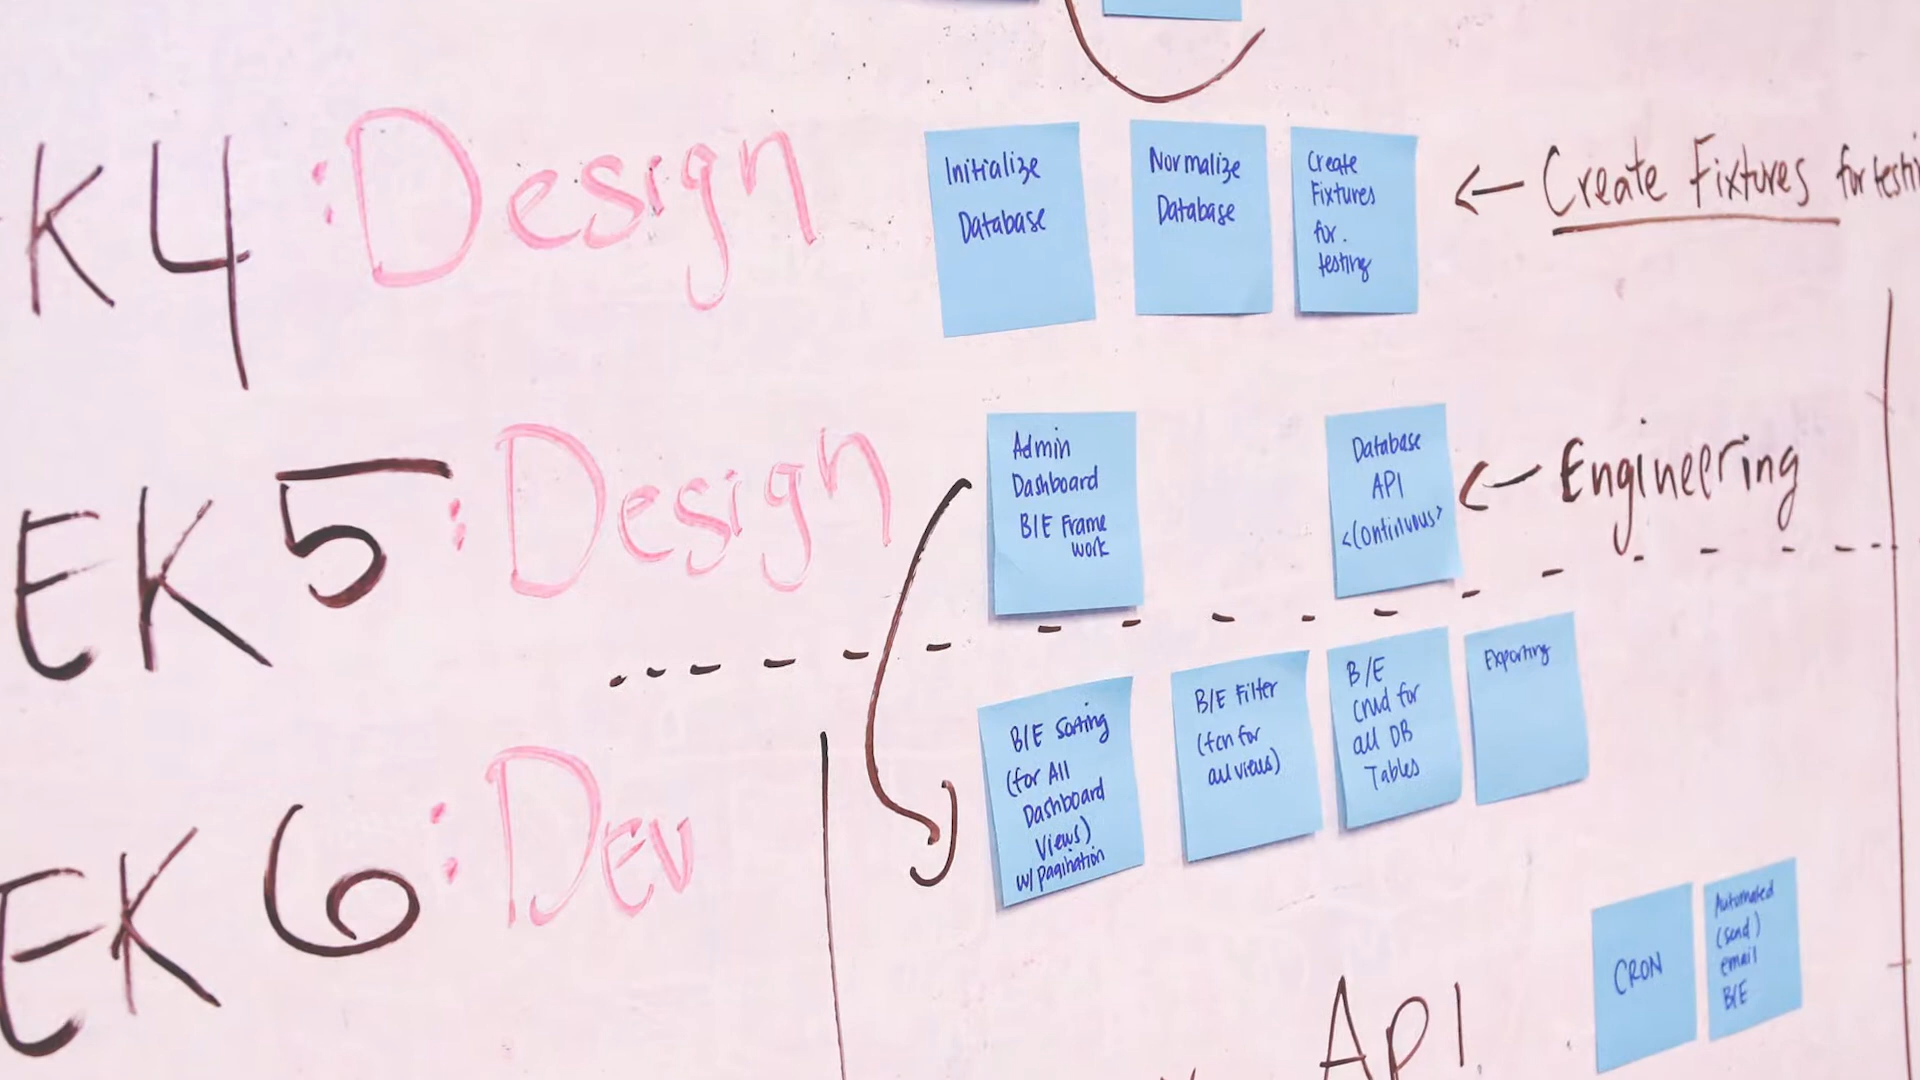 K4 : Design
Initialize
Database
Normalize
Database
Create
Fixtures
for.
testing
← Create Fixtures for testin
EK 5 : Design
Admin
Dashboard
B/E Frame
work
Database
API
<Continuous>
← Engineering
EK 6 : Dev
B/E Sorting
(for All
Dashboard
Views)
w/ pagination
B/E Filter
(fcn for
all views)
B/E
Crud for
all DB
Tables
Exporting
CRON
Automated
(send)
email
B/E
API